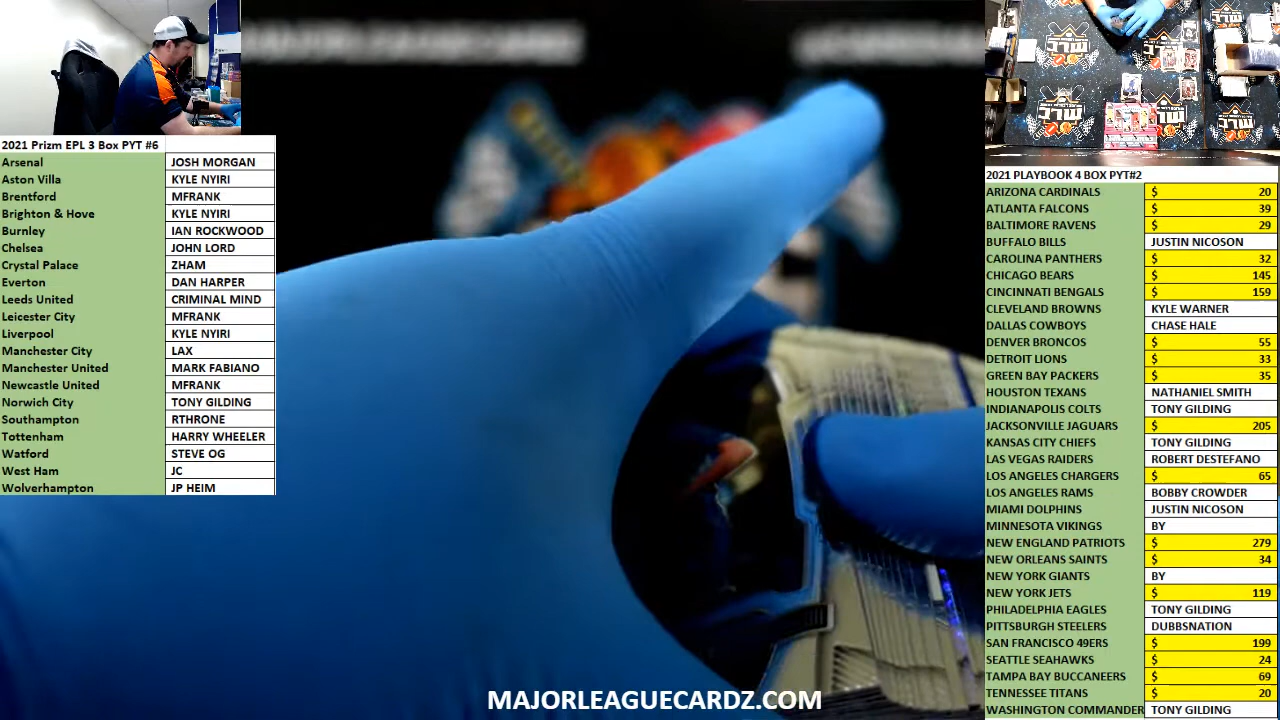 2021 Prizm EPL 3 Box PYT #6
Arsenal JOSH MORGAN
Aston Villa KYLE NYIRI
Brentford MFRANK
Brighton & Hove KYLE NYIRI
Burnley IAN ROCKWOOD
Chelsea JOHN LORD
Crystal Palace ZHAM
Everton DAN HARPER
Leeds United CRIMINAL MIND
Leicester City MFRANK
Liverpool KYLE NYIRI
Manchester City LAX
Manchester United MARK FABIANO
Newcastle United MFRANK
Norwich City TONY GILDING
Southampton RTHRONE
Tottenham HARRY WHEELER
Watford STEVE OG
West Ham JC
Wolverhampton JP HEIM
2021 PLAYBOOK 4 BOX PYT#2
ARIZONA CARDINALS $ 20
ATLANTA FALCONS $ 39
BALTIMORE RAVENS $ 29
BUFFALO BILLS JUSTIN NICOSON
CAROLINA PANTHERS $ 32
CHICAGO BEARS $ 145
CINCINNATI BENGALS $ 159
CLEVELAND BROWNS KYLE WARNER
DALLAS COWBOYS CHASE HALE
DENVER BRONCOS $ 55
DETROIT LIONS $ 33
GREEN BAY PACKERS $ 35
HOUSTON TEXANS NATHANIEL SMITH
INDIANAPOLIS COLTS TONY GILDING
JACKSONVILLE JAGUARS $ 205
KANSAS CITY CHIEFS TONY GILDING
LAS VEGAS RAIDERS ROBERT DESTEFANO
LOS ANGELES CHARGERS $ 65
LOS ANGELES RAMS BOBBY CROWDER
MIAMI DOLPHINS JUSTIN NICOSON
MINNESOTA VIKINGS BY
NEW ENGLAND PATRIOTS $ 279
NEW ORLEANS SAINTS $ 34
NEW YORK GIANTS BY
NEW YORK JETS $ 119
PHILADELPHIA EAGLES TONY GILDING
PITTSBURGH STEELERS DUBBSNATION
SAN FRANCISCO 49ERS $ 199
SEATTLE SEAHAWKS $ 24
TAMPA BAY BUCCANEERS $ 69
TENNESSEE TITANS $ 20
WASHINGTON COMMANDER TONY GILDING
MAJORLEAGUECARDZ.COM